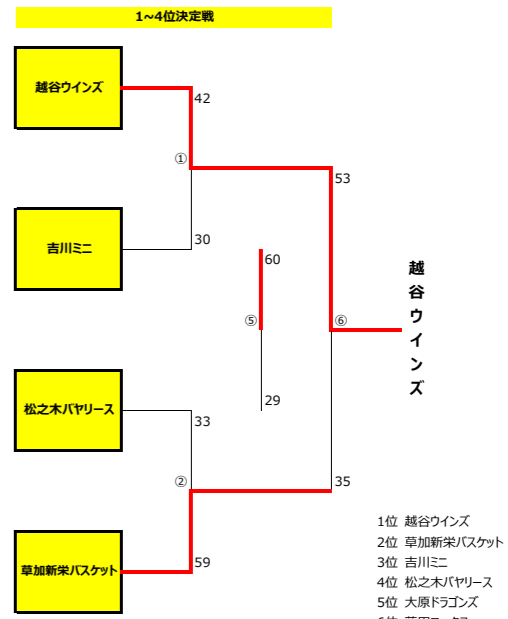 1~4位決定戦
越谷ウインズ
42
①
53
吉川ミニ
30
60
越谷ウインズ
⑤
⑥
29
松之木バヤリース
33
②
35
草加新栄バスケット
59
1位 越谷ウインズ
2位 草加新栄バスケット
3位 吉川ミニ
4位 松之木バヤリース
5位 大原ドラゴンズ